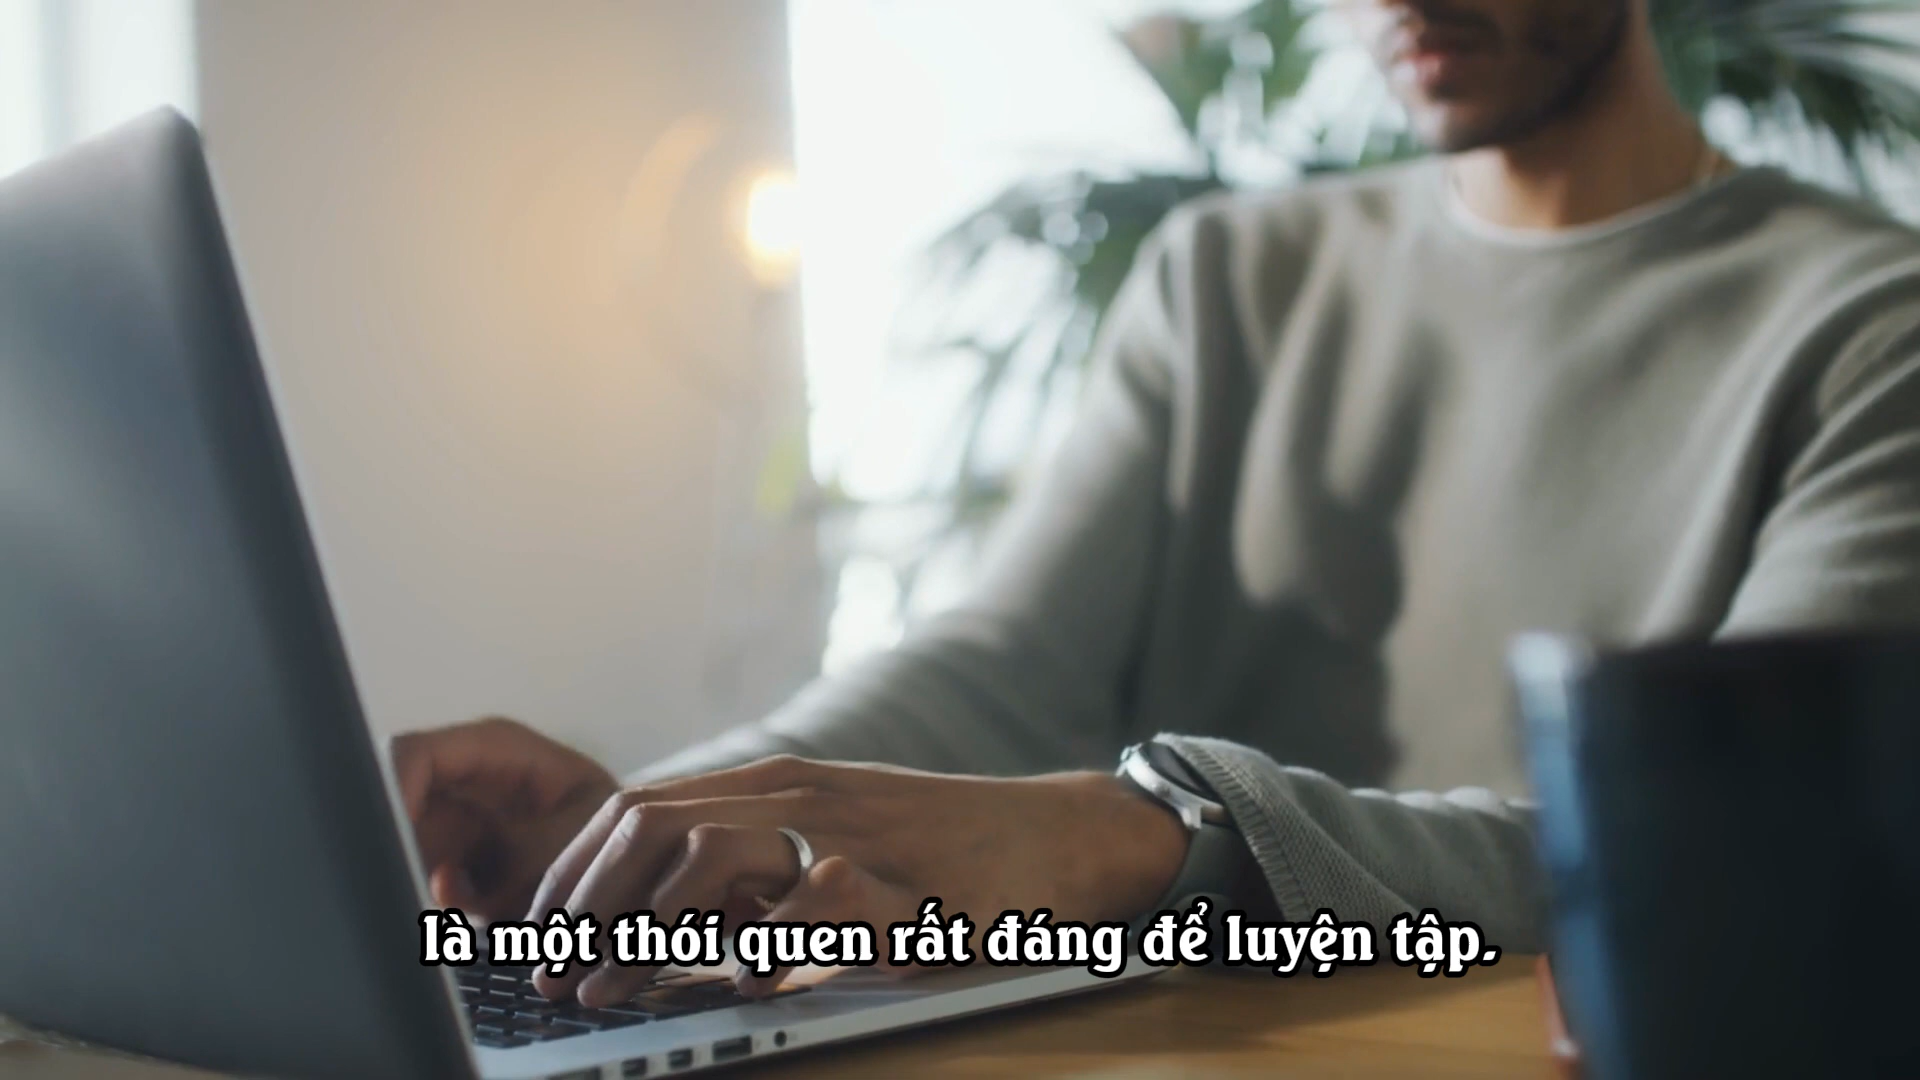 là một thói quen rất đáng để luyện tập.